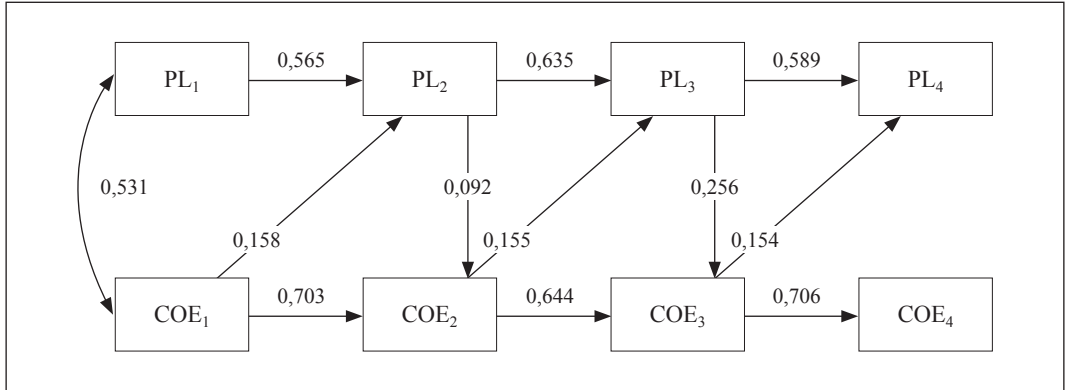 0,565 0,635 0,589
PL₁ PL₂ PL₃ PL₄
0,531 0,092 0,256
0,158 0,155 0,154
0,703 0,644 0,706
COE₁ COE₂ COE₃ COE₄